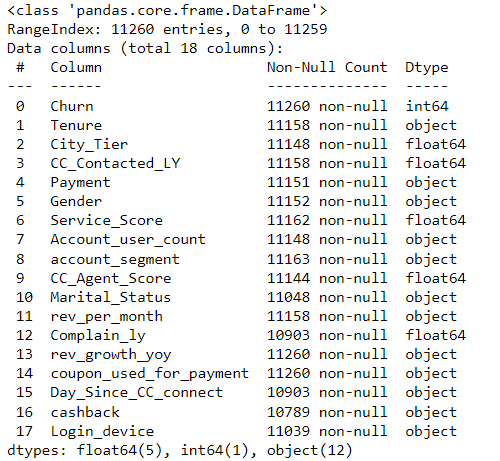 <class 'pandas.core.frame.DataFrame'>
RangeIndex: 11260 entries, 0 to 11259
Data columns (total 18 columns):
 #   Column                   Non-Null Count  Dtype
---  ------                   --------------  -----
 0   Churn                    11260 non-null  int64
 1   Tenure                   11158 non-null  object
 2   City_Tier                11148 non-null  float64
 3   CC_Contacted_LY          11158 non-null  float64
 4   Payment                  11151 non-null  object
 5   Gender                   11152 non-null  object
 6   Service_Score            11162 non-null  float64
 7   Account_user_count       11148 non-null  object
 8   account_segment          11163 non-null  object
 9   CC_Agent_Score           11144 non-null  float64
 10  Marital_Status           11048 non-null  object
 11  rev_per_month            11158 non-null  object
 12  Complain_ly              10903 non-null  float64
 13  rev_growth_yoy           11260 non-null  object
 14  coupon_used_for_payment  11260 non-null  object
 15  Day_Since_CC_connect     10903 non-null  object
 16  cashback                 10789 non-null  object
 17  Login_device             11039 non-null  object
dtypes: float64(5), int64(1), object(12)